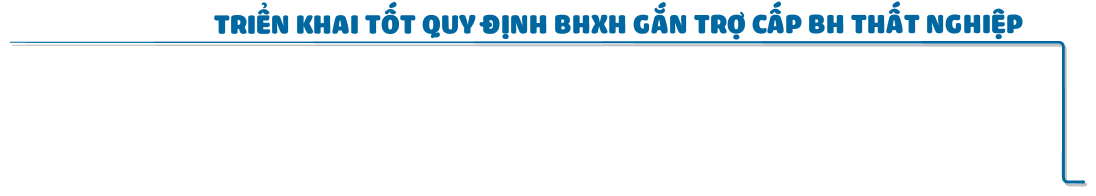 TRIỂN KHAI TỐT QUY ĐỊNH BHXH GẮN TRỢ CẤP BH THẤT NGHIỆP